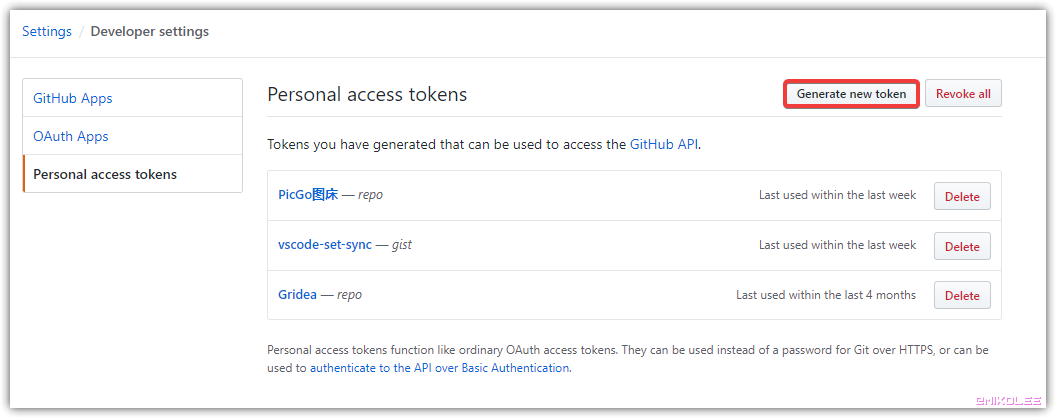 Settings / Developer settings
GitHub Apps
OAuth Apps
Personal access tokens
Personal access tokens
Generate new token
Revoke all
Tokens you have generated that can be used to access the GitHub API.
PicGo图床 — repo
Last used within the last week
Delete
vscode-set-sync — gist
Last used within the last week
Delete
Gridea — repo
Last used within the last 4 months
Delete
Personal access tokens function like ordinary OAuth access tokens. They can be used instead of a password for Git over HTTPS, or can be
used to authenticate to the API over Basic Authentication.